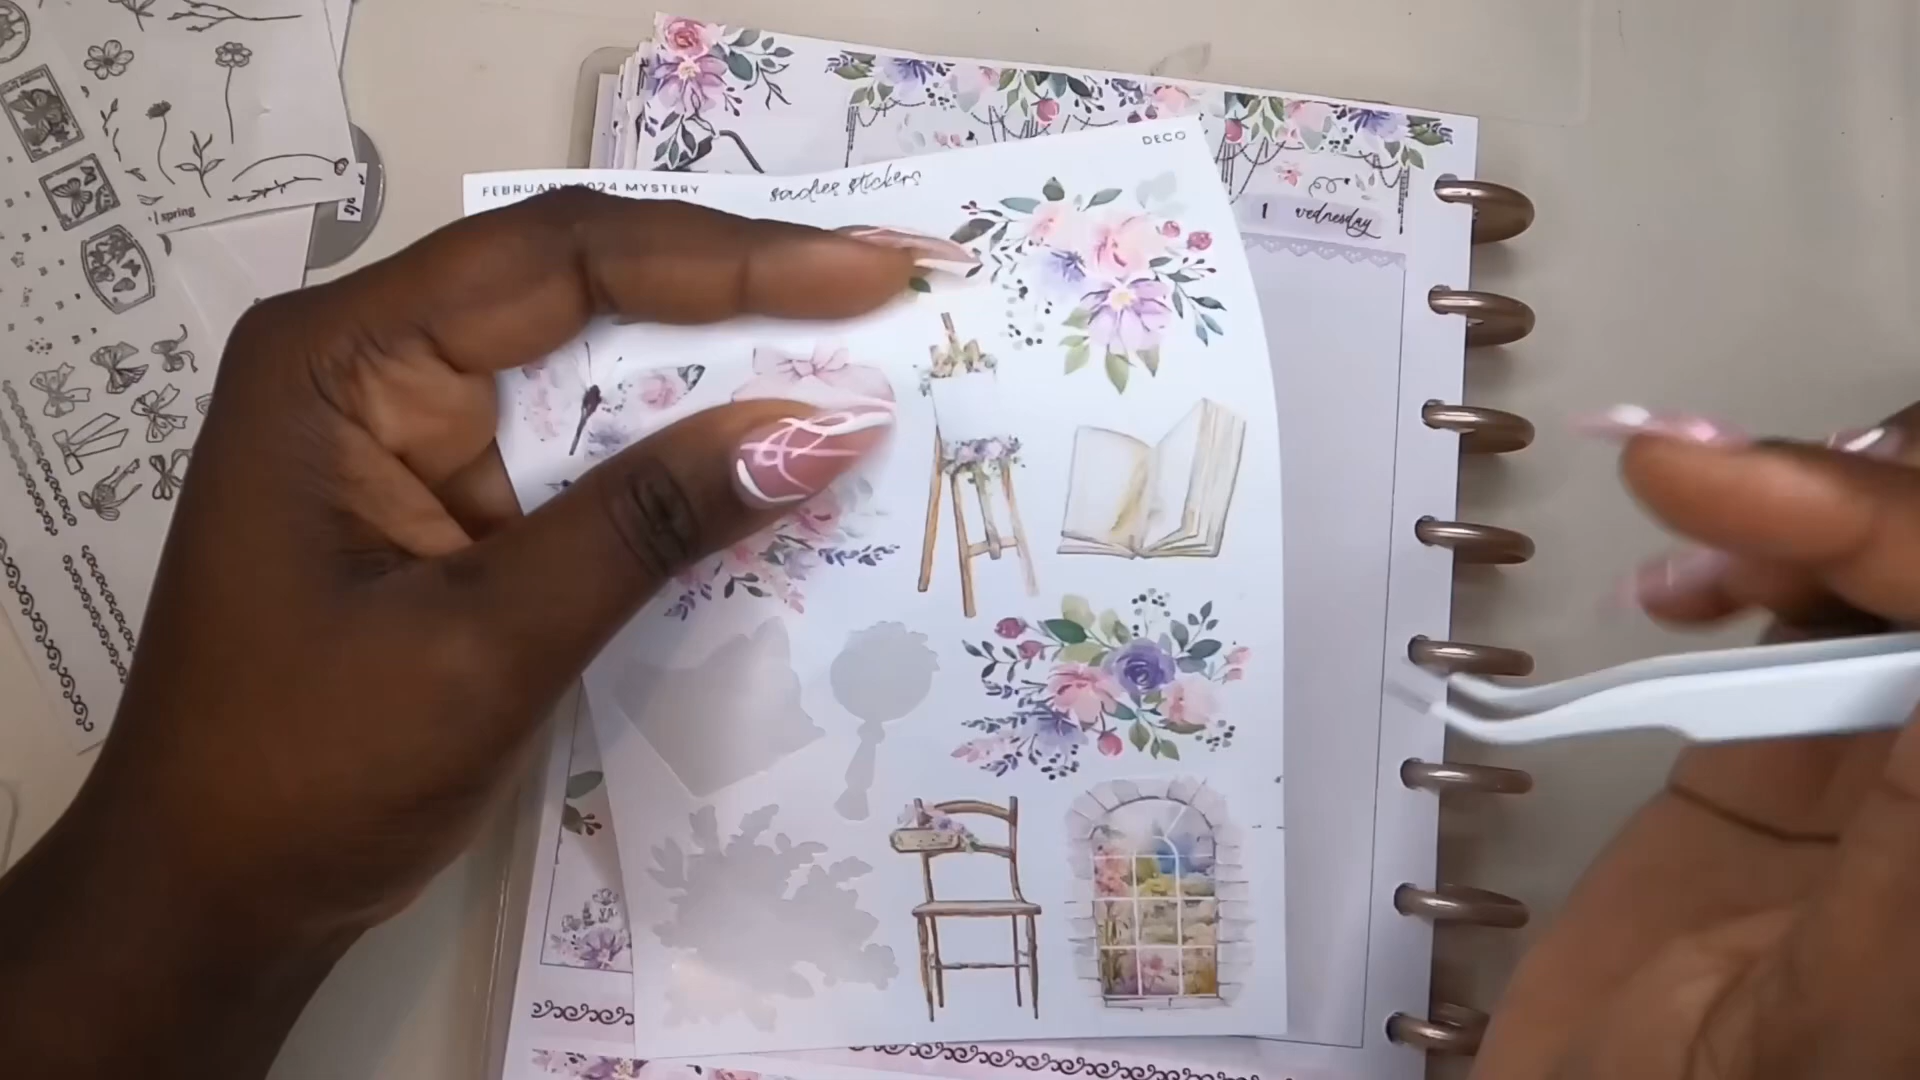 DECO
FEBRUARY 2024 MYSTERY
sadies stickers
spring
1 wednesday